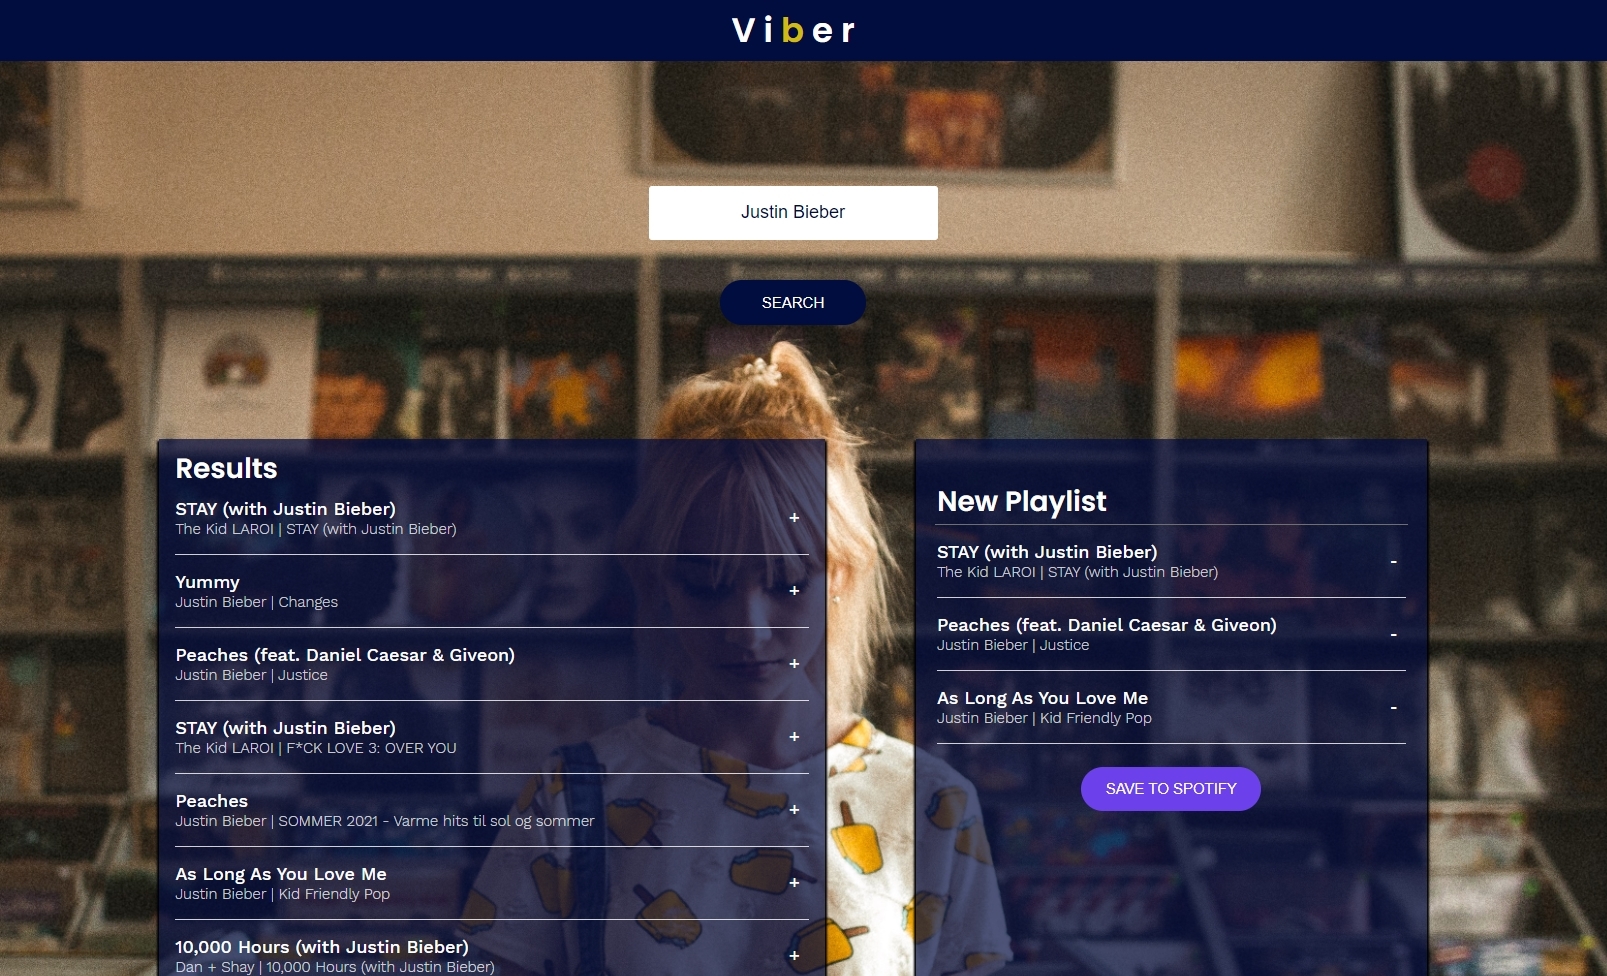 Viber
Justin Bieber
SEARCH
Results
STAY (with Justin Bieber)
The Kid LAROI | STAY (with Justin Bieber)
+
Yummy
Justin Bieber | Changes
+
Peaches (feat. Daniel Caesar & Giveon)
Justin Bieber | Justice
+
STAY (with Justin Bieber)
The Kid LAROI | F*CK LOVE 3: OVER YOU
+
Peaches
Justin Bieber | SOMMER 2021 - Varme hits til sol og sommer
+
As Long As You Love Me
Justin Bieber | Kid Friendly Pop
+
10,000 Hours (with Justin Bieber)
Dan + Shay | 10,000 Hours (with Justin Bieber)
+
New Playlist
STAY (with Justin Bieber)
The Kid LAROI | STAY (with Justin Bieber)
-
Peaches (feat. Daniel Caesar & Giveon)
Justin Bieber | Justice
-
As Long As You Love Me
Justin Bieber | Kid Friendly Pop
-
SAVE TO SPOTIFY